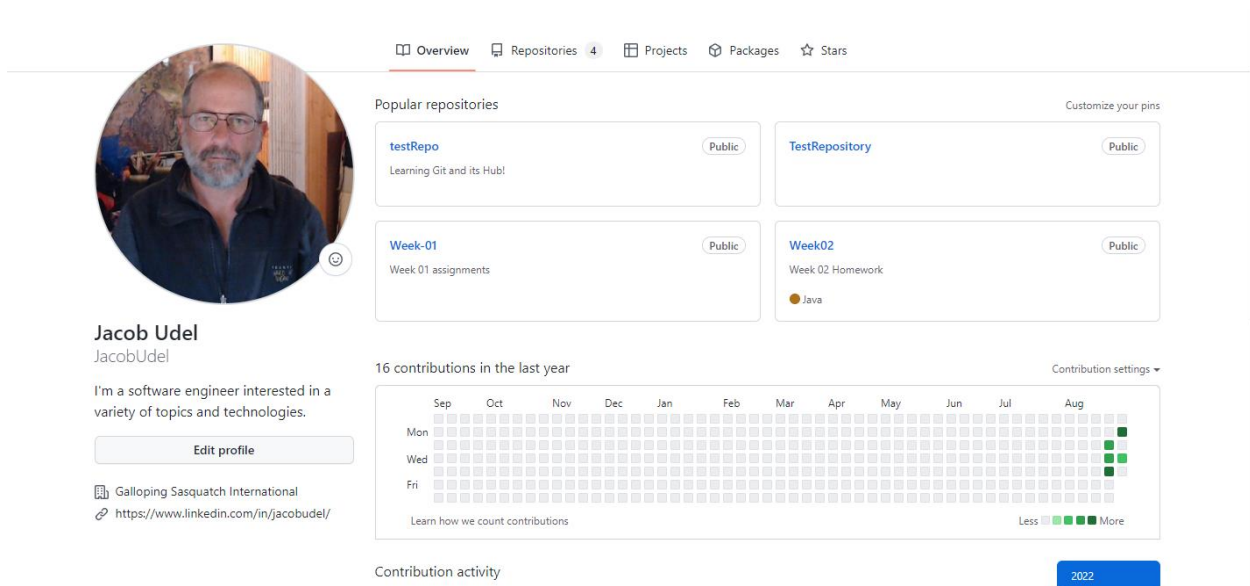 Overview Repositories 4 Projects Packages Stars
Popular repositories Customize your pins
testRepo Public
Learning Git and its Hub!
TestRepository Public
Week-01 Public
Week 01 assignments
Week02 Public
Week 02 Homework
Java
Jacob Udel
JacobUdel
I'm a software engineer interested in a
variety of topics and technologies.
Edit profile
Galloping Sasquatch International
https://www.linkedin.com/in/jacobudel/
16 contributions in the last year Contribution settings
Sep Oct Nov Dec Jan Feb Mar Apr May Jun Jul Aug
Mon
Wed
Fri
Learn how we count contributions Less More
Contribution activity 2022